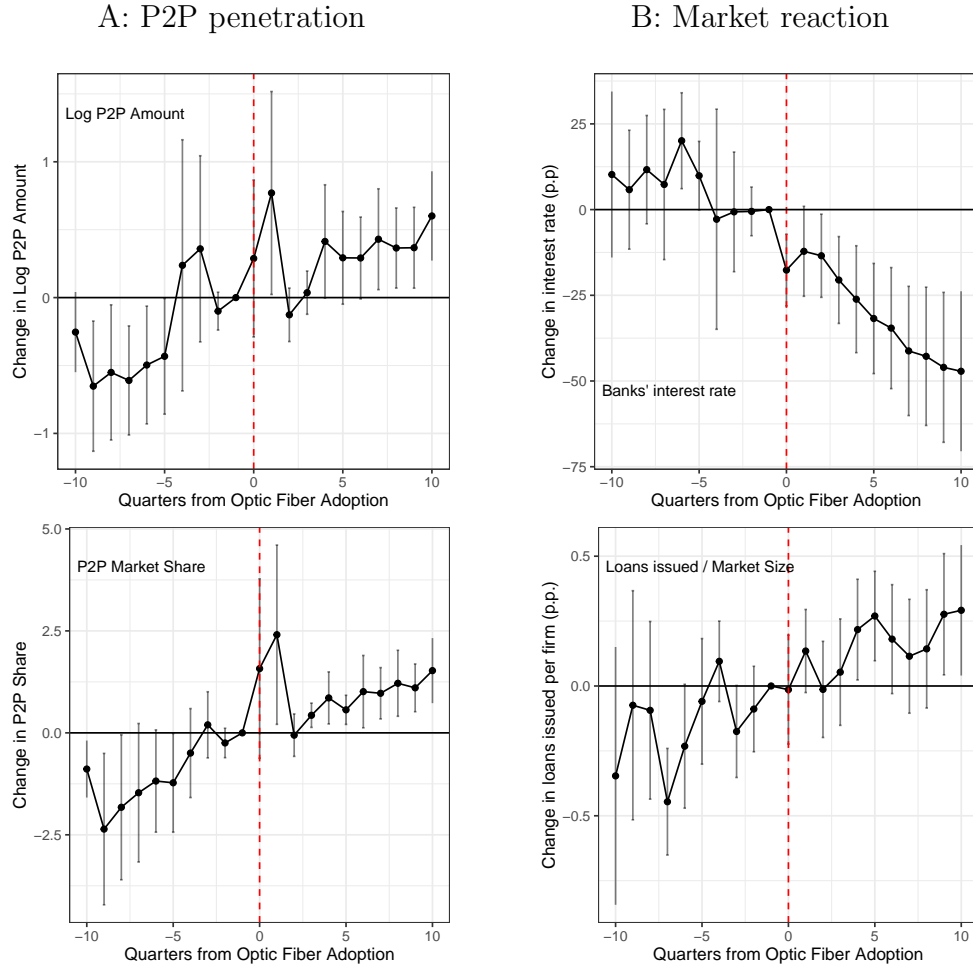 A: P2P penetration
B: Market reaction
Log P2P Amount
Change in Log P2P Amount
1
0
−1
−10 −5 0 5 10
Quarters from Optic Fiber Adoption
Banks' interest rate
Change in interest rate (p.p)
25
0
−25
−50
−75
−10 −5 0 5 10
Quarters from Optic Fiber Adoption
P2P Market Share
Change in P2P Share
5.0
2.5
0.0
−2.5
−10 −5 0 5 10
Quarters from Optic Fiber Adoption
Loans issued / Market Size
Change in loans issued per firm (p.p.)
0.5
0.0
−0.5
−10 −5 0 5 10
Quarters from Optic Fiber Adoption